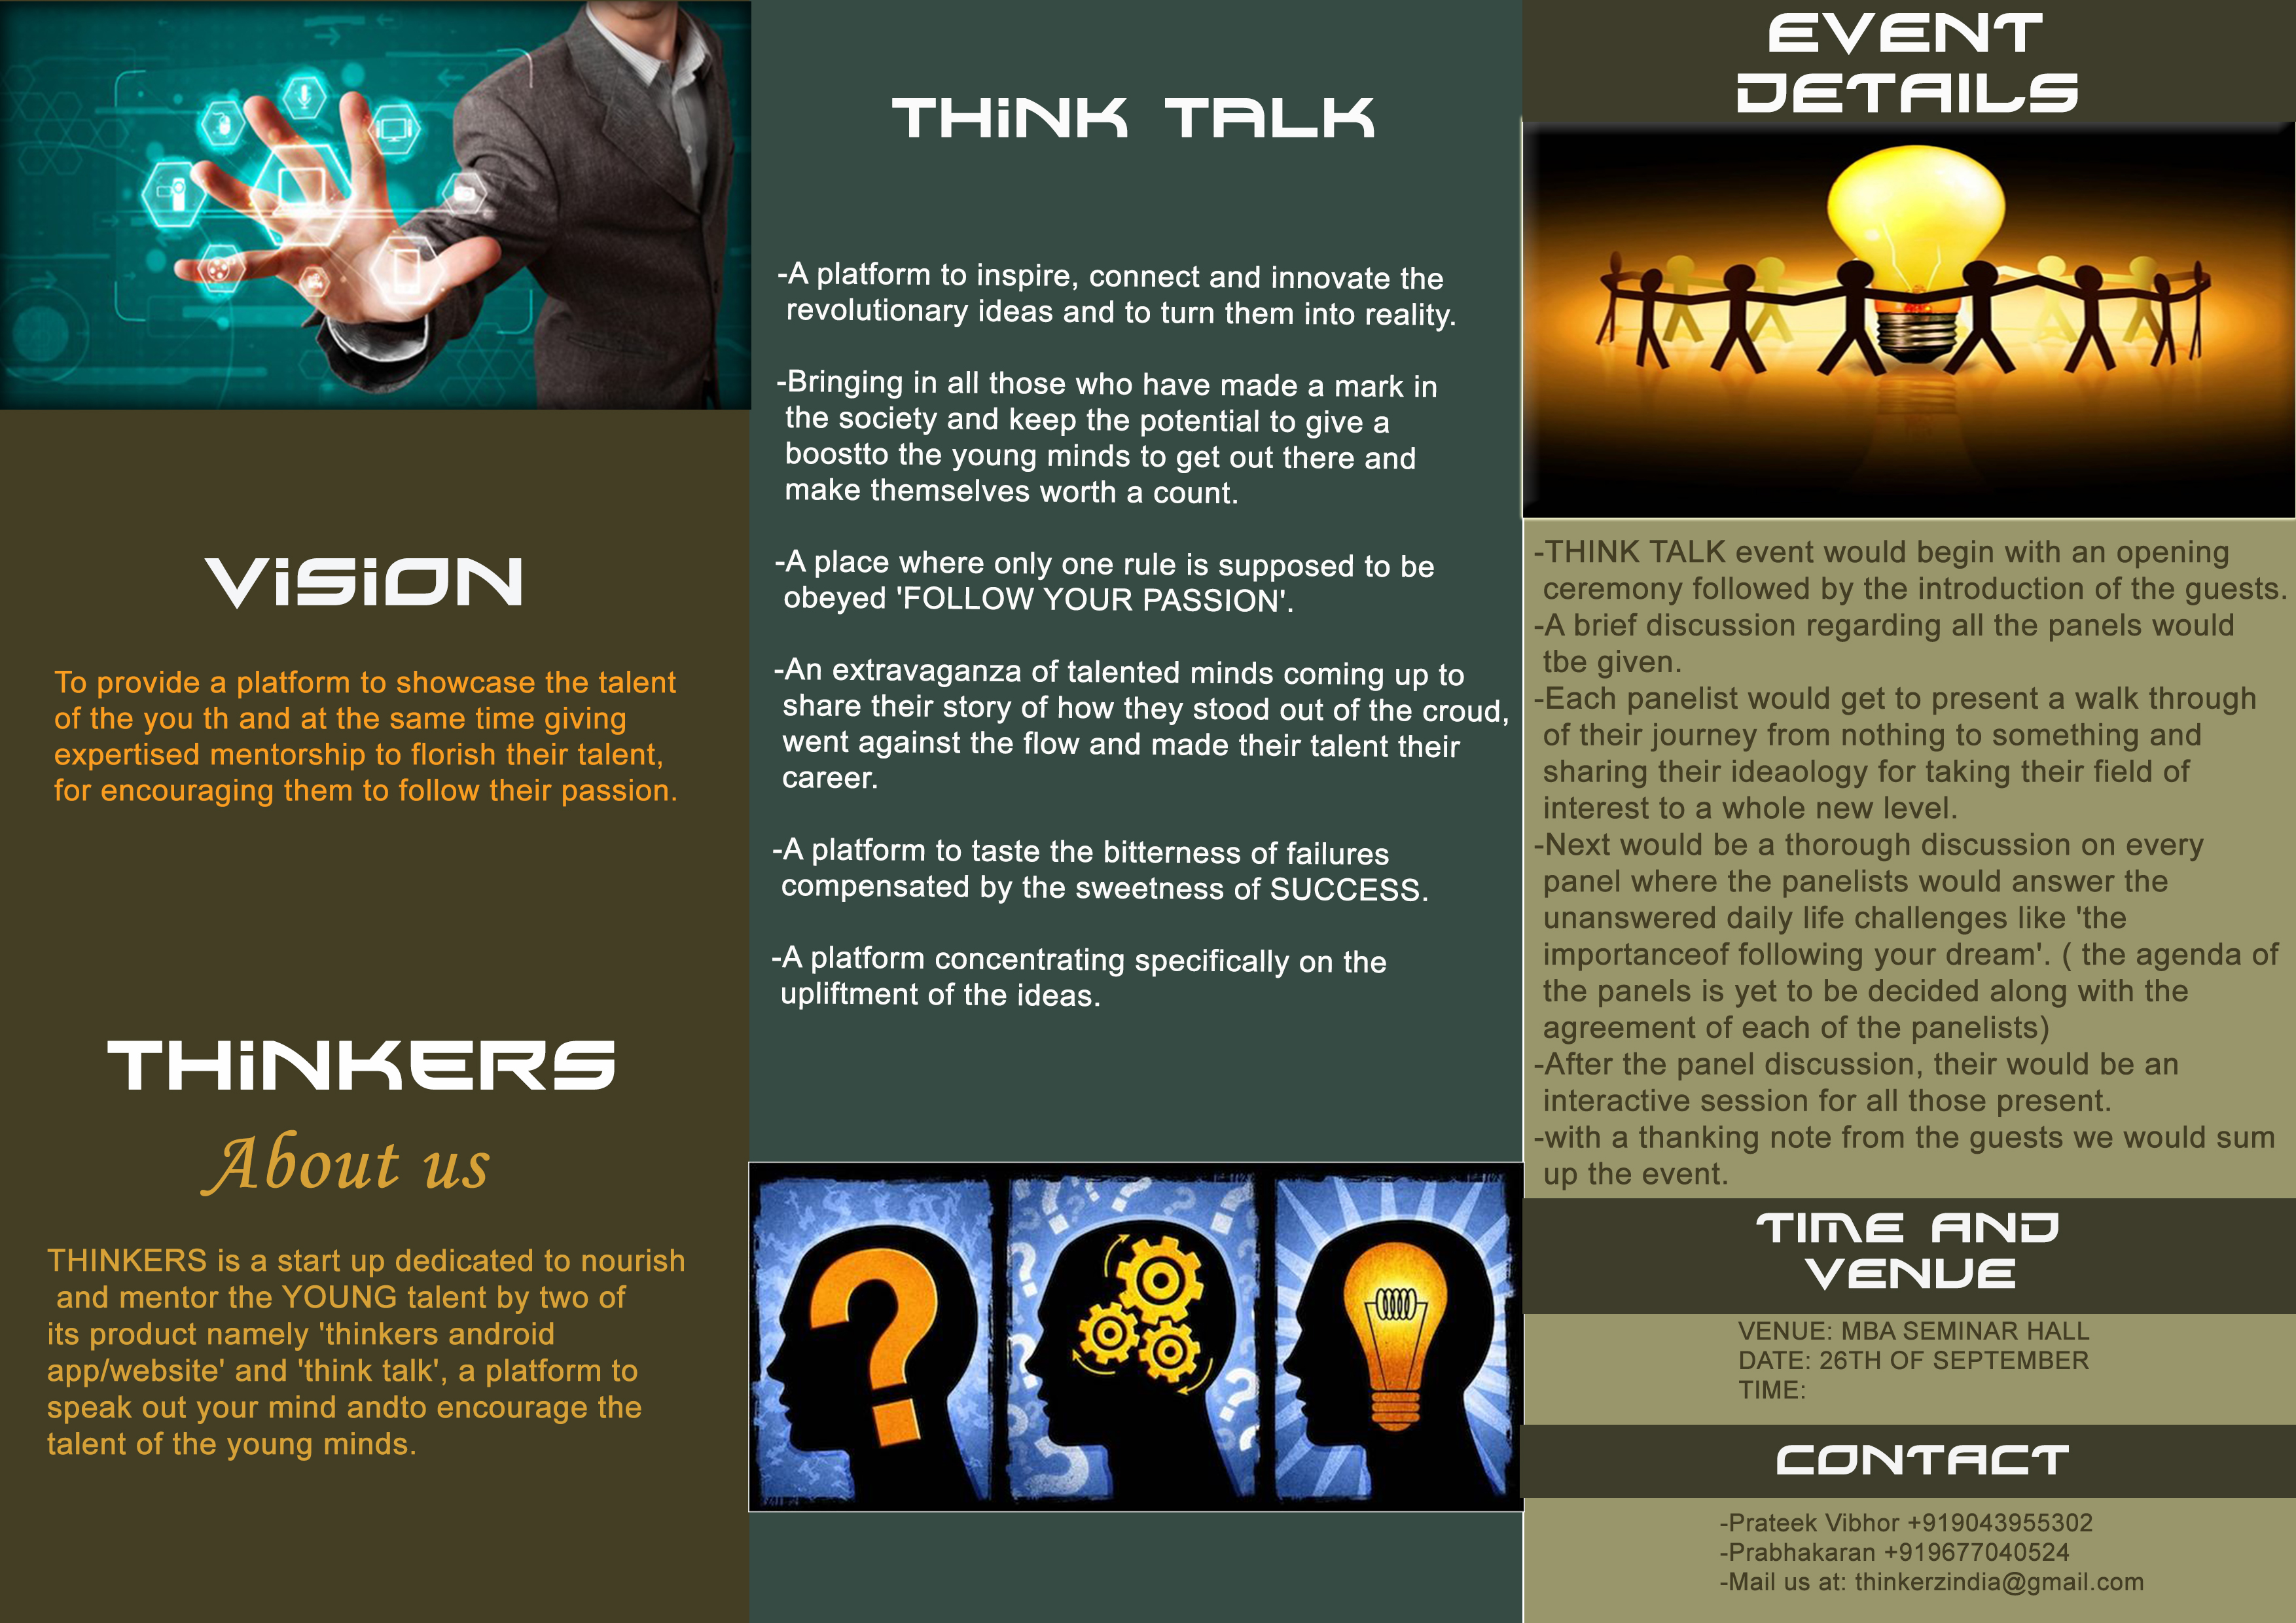 ViSiON
To provide a platform to showcase the talent
of the you th and at the same time giving
expertised mentorship to florish their talent,
for encouraging them to follow their passion.
THiNKERS
About us
THINKERS is a start up dedicated to nourish
and mentor the YOUNG talent by two of
its product namely 'thinkers android
app/website' and 'think talk', a platform to
speak out your mind andto encourage the
talent of the young minds.
THiNK TALK
-A platform to inspire, connect and innovate the
revolutionary ideas and to turn them into reality.
-Bringing in all those who have made a mark in
the society and keep the potential to give a
boostto the young minds to get out there and
make themselves worth a count.
-A place where only one rule is supposed to be
obeyed 'FOLLOW YOUR PASSION'.
-An extravaganza of talented minds coming up to
share their story of how they stood out of the croud,
went against the flow and made their talent their
career.
-A platform to taste the bitterness of failures
compensated by the sweetness of SUCCESS.
-A platform concentrating specifically on the
upliftment of the ideas.
EVENT
DETAILS
-THINK TALK event would begin with an opening
ceremony followed by the introduction of the guests.
-A brief discussion regarding all the panels would
tbe given.
-Each panelist would get to present a walk through
of their journey from nothing to something and
sharing their ideaology for taking their field of
interest to a whole new level.
-Next would be a thorough discussion on every
panel where the panelists would answer the
unanswered daily life challenges like 'the
importanceof following your dream'. ( the agenda of
the panels is yet to be decided along with the
agreement of each of the panelists)
-After the panel discussion, their would be an
interactive session for all those present.
-with a thanking note from the guests we would sum
up the event.
TIME AND
VENUE
VENUE: MBA SEMINAR HALL
DATE: 26TH OF SEPTEMBER
TIME:
CONTACT
-Prateek Vibhor +919043955302
-Prabhakaran +919677040524
-Mail us at: thinkerzindia@gmail.com